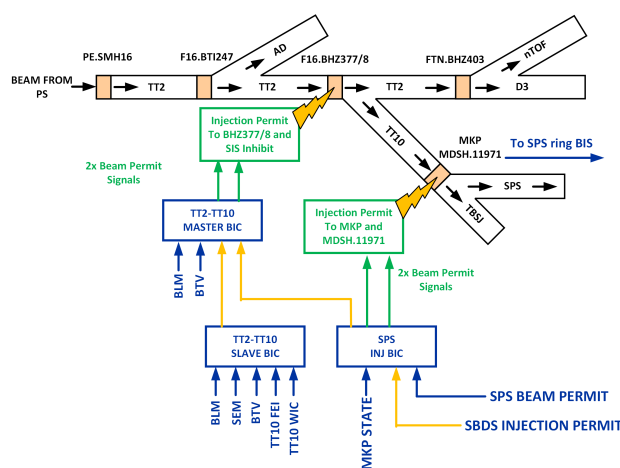 PE.SMH16
F16.BTI247
AD
F16.BHZ377/8
FTN.BHZ403
nTOF
BEAM FROM
PS
TT2
TT2
TT2
D3
Injection Permit
To BHZ377/8 and
SIS Inhibit
TT10
MKP
MDSH.11971
To SPS ring BIS
2x Beam Permit
Signals
SPS
TBSJ
TT2-TT10
MASTER BIC
Injection Permit
To MKP and
MDSH.11971
BLM
BTV
2x Beam Permit
Signals
TT2-TT10
SLAVE BIC
SPS
INJ BIC
BLM
SEM
BTV
TT10 FEI
TT10 WIC
MKP STATE
SPS BEAM PERMIT
SBDS INJECTION PERMIT